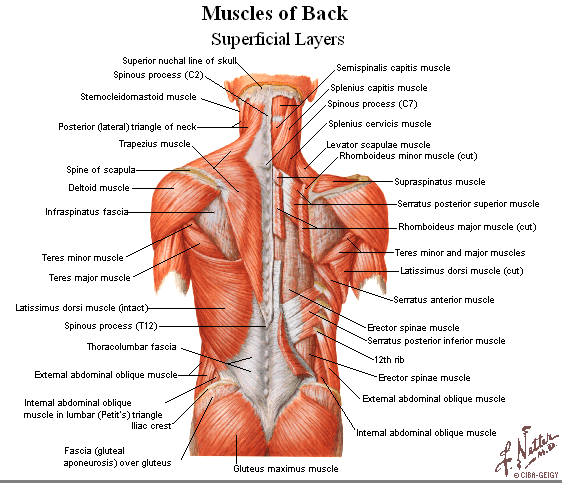 Muscles of Back
Superficial Layers
Superior nuchal line of skull
Spinous process (C2)
Sternocleidomastoid muscle
Posterior (lateral) triangle of neck
Trapezius muscle
Spine of scapula
Deltoid muscle
Infraspinatus fascia
Teres minor muscle
Teres major muscle
Latissimus dorsi muscle (intact)
Spinous process (T12)
Thoracolumbar fascia
External abdominal oblique muscle
Internal abdominal oblique
muscle in lumbar (Petit's) triangle
Iliac crest
Fascia (gluteal
aponeurosis) over gluteus
Gluteus maximus muscle
Semispinalis capitis muscle
Splenius capitis muscle
Spinous process (C7)
Splenius cervicis muscle
Levator scapulae muscle
Rhomboideus minor muscle (cut)
Supraspinatus muscle
Serratus posterior superior muscle
Rhomboideus major muscle (cut)
Teres minor and major muscles
Latissimus dorsi muscle (cut)
Serratus anterior muscle
Erector spinae muscle
Serratus posterior inferior muscle
12th rib
Erector spinae muscle
External abdominal oblique muscle
Internal abdominal oblique muscle
F. Netter M.D.
© CIBA-GEIGY